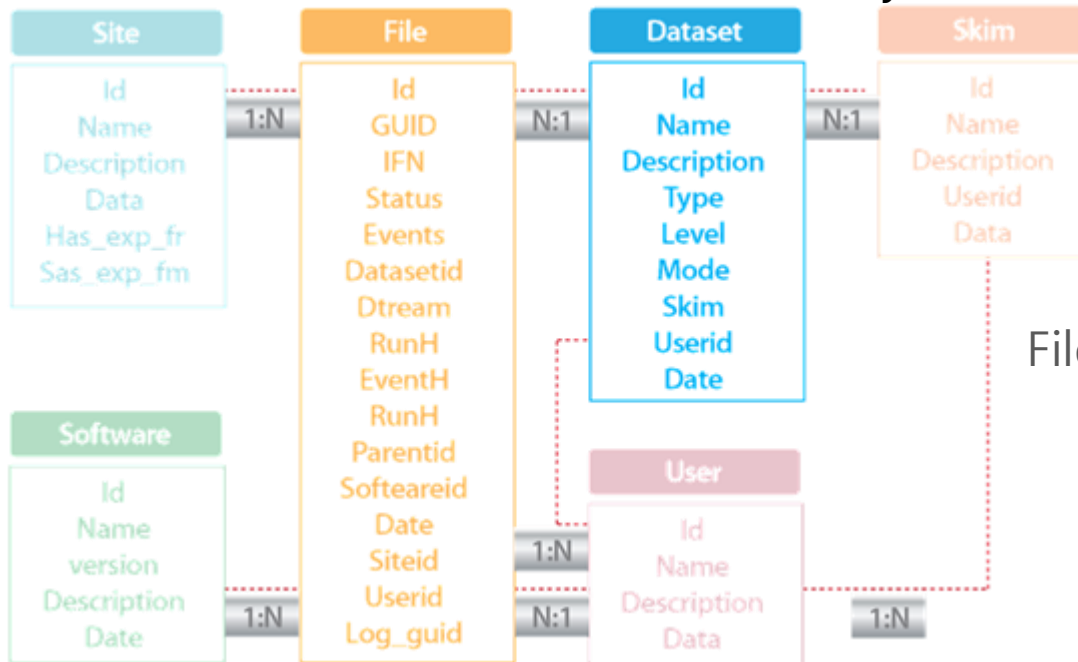 Site
Id
Name
Description
Data
Has_exp_fr
Sas_exp_fm
1:N
File
Id
GUID
IFN
Status
Events
Datasetid
Dtream
RunH
EventH
RunH
Parentid
Softeareid
Date
Siteid
Userid
Log_guid
N:1
Dataset
Id
Name
Description
Type
Level
Mode
Skim
Userid
Date
N:1
Skim
Id
Name
Description
Userid
Data
File
Software
Id
Name
version
Description
Date
1:N
1:N
N:1
User
Id
Name
Description
Data
1:N